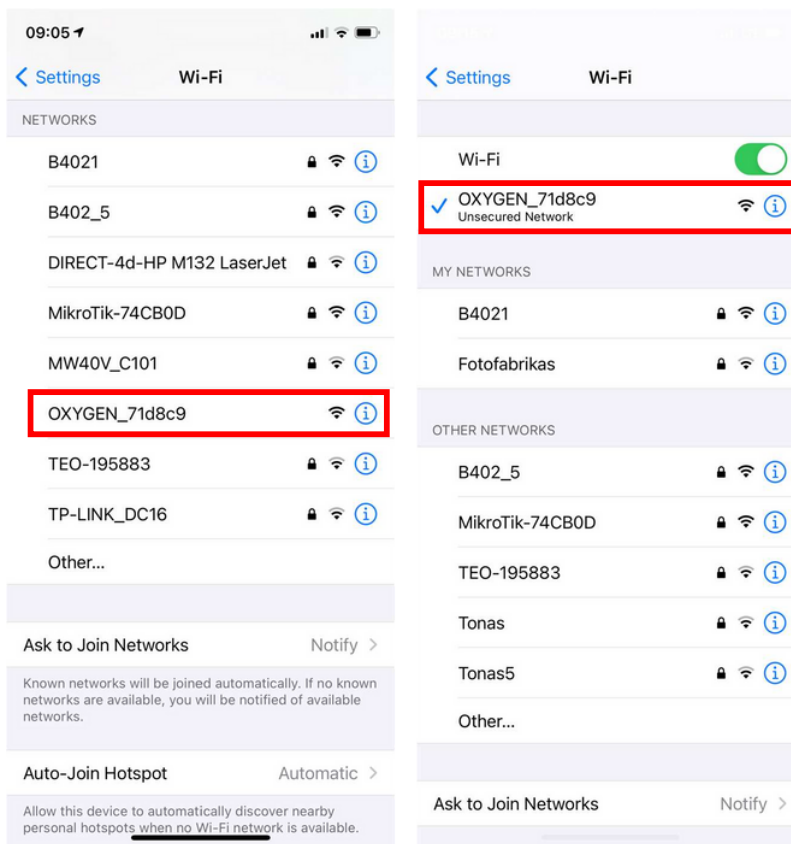 09:05
Settings
Wi-Fi
NETWORKS
B4021
B402_5
DIRECT-4d-HP M132 LaserJet
MikroTik-74CB0D
MW40V_C101
OXYGEN_71d8c9
TEO-195883
TP-LINK_DC16
Other...
Ask to Join Networks Notify
Known networks will be joined automatically. If no known
networks are available, you will be notified of available
networks.
Auto-Join Hotspot Automatic
Allow this device to automatically discover nearby
personal hotspots when no Wi-Fi network is available.
Settings
Wi-Fi
Wi-Fi
OXYGEN_71d8c9
Unsecured Network
MY NETWORKS
B4021
Fotofabrikas
OTHER NETWORKS
B402_5
MikroTik-74CB0D
TEO-195883
Tonas
Tonas5
Other...
Ask to Join Networks Notify